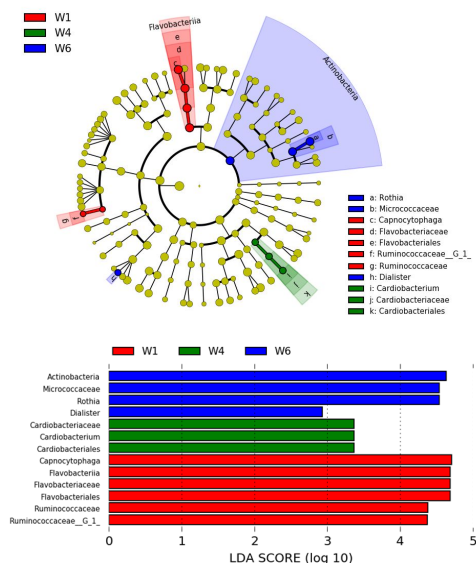 W1
W4
W6
Flavobacteriia
e
d
c
Actinobacteria
a
b
g
f
h
i
j
k
a: Rothia
b: Micrococcaceae
c: Capnocytophaga
d: Flavobacteriaceae
e: Flavobacteriales
f: Ruminococcaceae__G_1_
g: Ruminococcaceae
h: Dialister
i: Cardiobacterium
j: Cardiobacteriaceae
k: Cardiobacteriales
W1 W4 W6
Actinobacteria
Micrococcaceae
Rothia
Dialister
Cardiobacteriaceae
Cardiobacterium
Cardiobacteriales
Capnocytophaga
Flavobacteriia
Flavobacteriaceae
Flavobacteriales
Ruminococcaceae
Ruminococcaceae__G_1_
0 1 2 3 4 5
LDA SCORE (log 10)